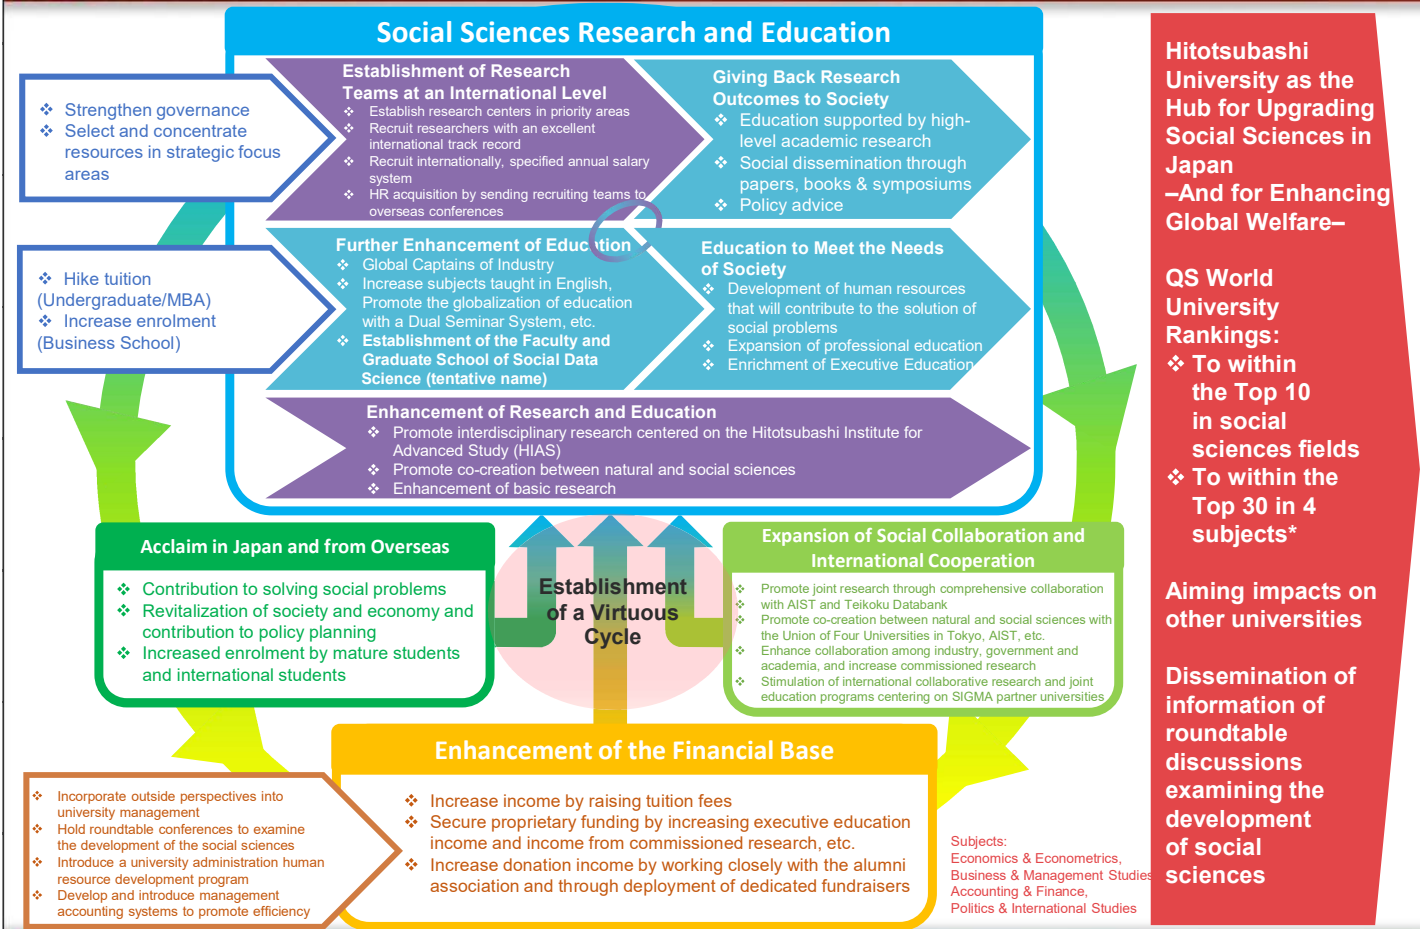 Social Sciences Research and Education
❖ Strengthen governance
❖ Select and concentrate
resources in strategic focus
areas
Establishment of Research
Teams at an International Level
❖ Establish research centers in priority areas
❖ Recruit researchers with an excellent
international track record
❖ Recruit internationally, specified annual salary
system
❖ HR acquisition by sending recruiting teams to
overseas conferences
Giving Back Research
Outcomes to Society
❖ Education supported by high-
level academic research
❖ Social dissemination through
papers, books & symposiums
❖ Policy advice
❖ Hike tuition
(Undergraduate/MBA)
❖ Increase enrolment
(Business School)
Further Enhancement of Education
❖ Global Captains of Industry
❖ Increase subjects taught in English,
Promote the globalization of education
with a Dual Seminar System, etc.
❖ Establishment of the Faculty and
Graduate School of Social Data
Science (tentative name)
Education to Meet the Needs
of Society
❖ Development of human resources
that will contribute to the solution of
social problems
❖ Expansion of professional education
❖ Enrichment of Executive Education
Enhancement of Research and Education
❖ Promote interdisciplinary research centered on the Hitotsubashi Institute for
Advanced Study (HIAS)
❖ Promote co-creation between natural and social sciences
❖ Enhancement of basic research
Acclaim in Japan and from Overseas
❖ Contribution to solving social problems
❖ Revitalization of society and economy and
contribution to policy planning
❖ Increased enrolment by mature students
and international students
Establishment
of a Virtuous
Cycle
Expansion of Social Collaboration and
International Cooperation
❖ Promote joint research through comprehensive collaboration
❖ with AIST and Teikoku Databank
❖ Promote co-creation between natural and social sciences with
the Union of Four Universities in Tokyo, AIST, etc.
❖ Enhance collaboration among industry, government and
academia, and increase commissioned research
❖ Stimulation of international collaborative research and joint
education programs centering on SIGMA partner universities
Enhancement of the Financial Base
❖ Increase income by raising tuition fees
❖ Secure proprietary funding by increasing executive education
income and income from commissioned research, etc.
❖ Increase donation income by working closely with the alumni
association and through deployment of dedicated fundraisers
❖ Incorporate outside perspectives into
university management
❖ Hold roundtable conferences to examine
the development of the social sciences
❖ Introduce a university administration human
resource development program
❖ Develop and introduce management
accounting systems to promote efficiency
Subjects:
Economics & Econometrics,
Business & Management Studies
Accounting & Finance,
Politics & International Studies
Hitotsubashi
University as the
Hub for Upgrading
Social Sciences in
Japan
–And for Enhancing
Global Welfare–
QS World
University
Rankings:
❖ To within
the Top 10
in social
sciences fields
❖ To within the
Top 30 in 4
subjects*
Aiming impacts on
other universities
Dissemination of
information of
roundtable
discussions
examining the
development
of social
sciences